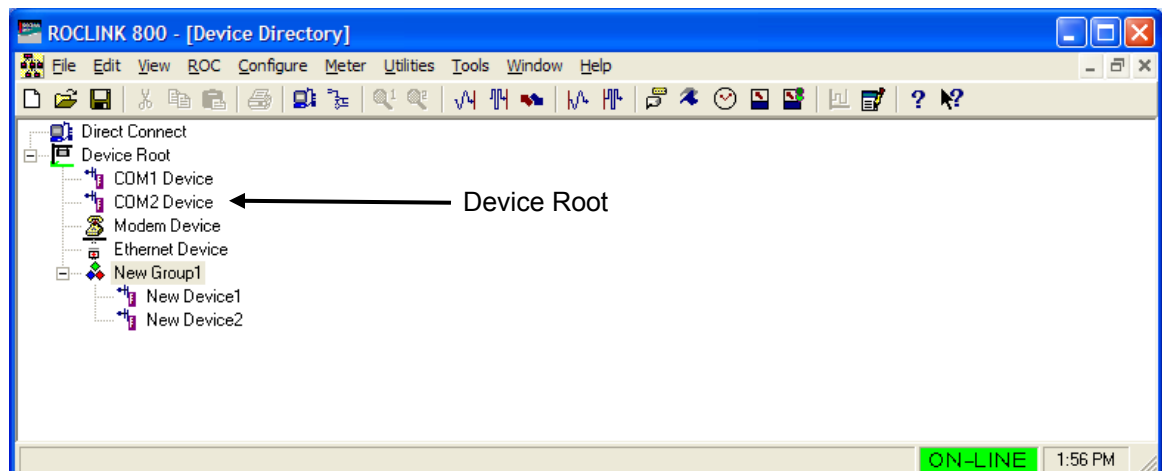 ROCLINK 800 - [Device Directory]
File Edit View ROC Configure Meter Utilities Tools Window Help
Direct Connect
Device Root
COM1 Device
COM2 Device
Device Root
Modem Device
Ethernet Device
New Group1
New Device1
New Device2
ON-LINE 1:56 PM